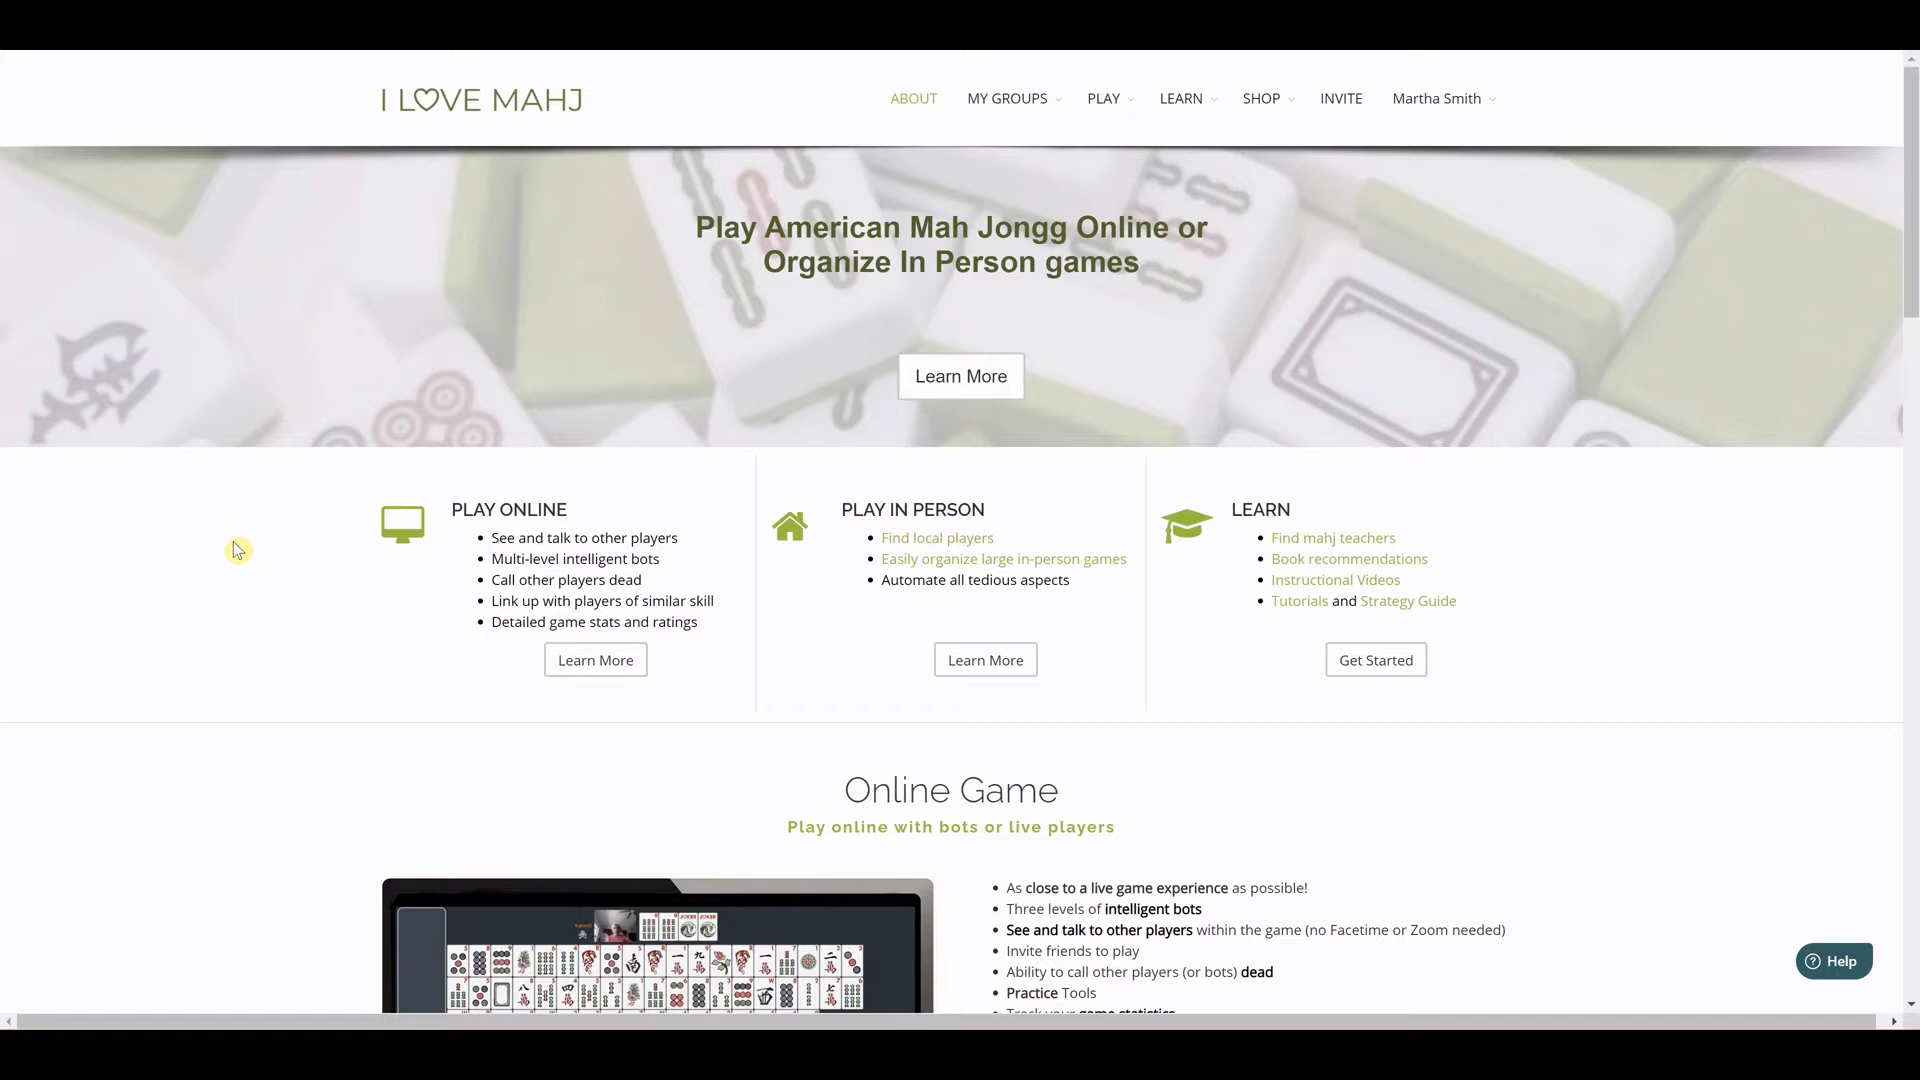 I LOVE MAHJ
ABOUT MY GROUPS PLAY LEARN SHOP INVITE Martha Smith
Play American Mah Jongg Online or
Organize In Person games
Learn More
PLAY ONLINE
See and talk to other players
Multi-level intelligent bots
Call other players dead
Link up with players of similar skill
Detailed game stats and ratings
Learn More
PLAY IN PERSON
Find local players
Easily organize large in-person games
Automate all tedious aspects
Learn More
LEARN
Find mahj teachers
Book recommendations
Instructional Videos
Tutorials and Strategy Guide
Get Started
Online Game
Play online with bots or live players
As close to a live game experience as possible!
Three levels of intelligent bots
See and talk to other players within the game (no Facetime or Zoom needed)
Invite friends to play
Ability to call other players (or bots) dead
Practice Tools
Track your game statistics
Help